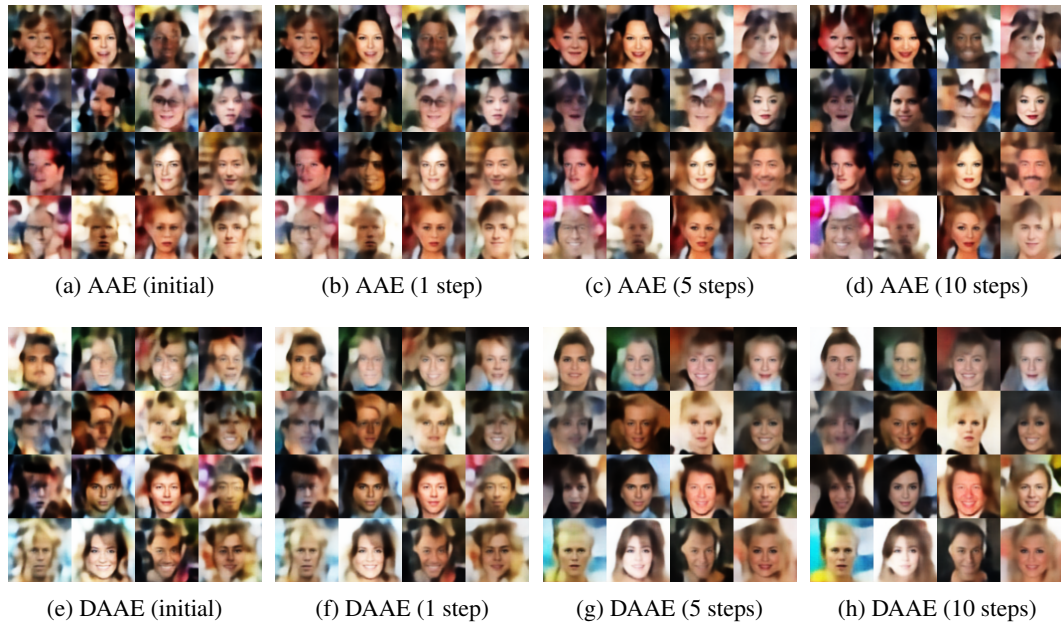 (a) AAE (initial)
(b) AAE (1 step)
(c) AAE (5 steps)
(d) AAE (10 steps)
(e) DAAE (initial)
(f) DAAE (1 step)
(g) DAAE (5 steps)
(h) DAAE (10 steps)